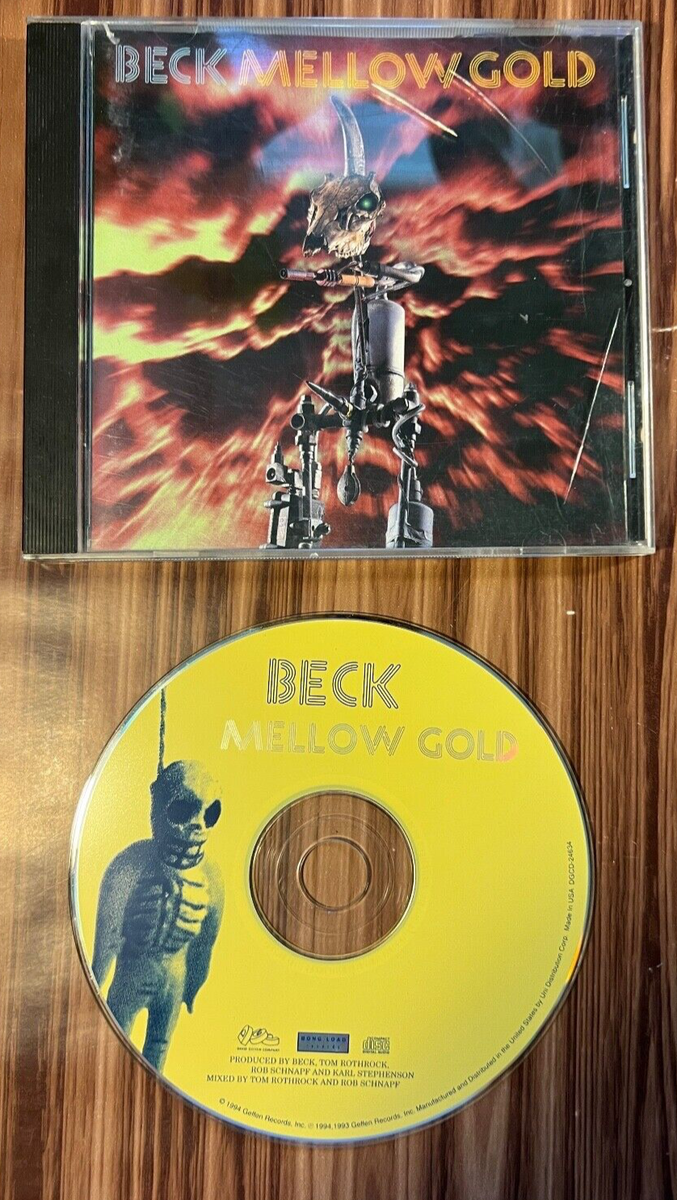 BECK MELLOW GOLD
BECK
MELLOW GOLD
BONG LOAD
PRODUCED BY BECK, TOM ROTHROCK,
ROB SCHNAPF AND KARL STEPHENSON
MIXED BY TOM ROTHROCK AND ROB SCHNAPF
© 1994 Geffen Records, Inc. ℗ 1994,1993 Geffen Records, Inc. Manufactured and Distributed in the United States by Uni Distribution Corp. Made in USA. DGCD-24634